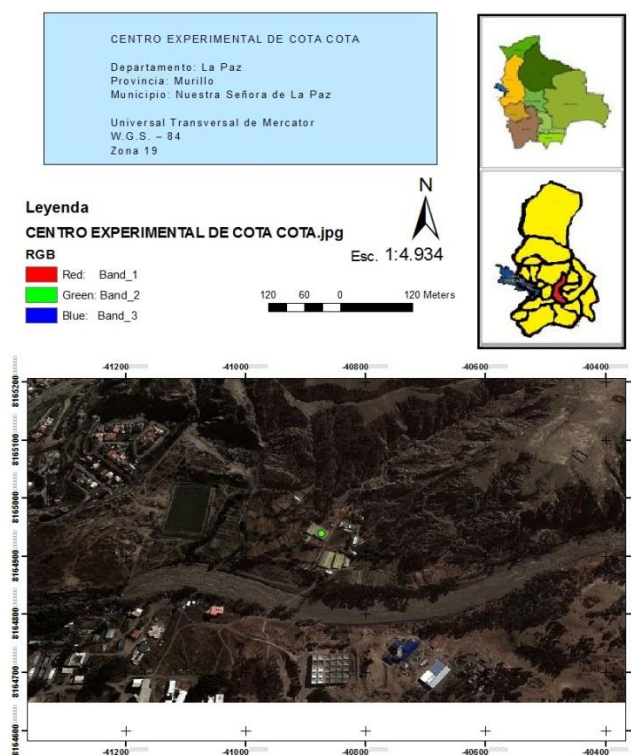 CENTRO EXPERIMENTAL DE COTA COTA
Departamento: La Paz
Provincia: Murillo
Municipio: Nuestra Señora de La Paz
Universal Transversal de Mercator
W.G.S. – 84
Zona 19
Leyenda
CENTRO EXPERIMENTAL DE COTA COTA.jpg
RGB
Red: Band_1
Green: Band_2
Blue: Band_3
N
Esc. 1:4.934
120 60 0 120 Meters
-41200 -41000 -40800 -40600 -40400
8165200
8165100
8165000
8164900
8164800
8164700
8164600
-41200 -41000 -40800 -40600 -40400